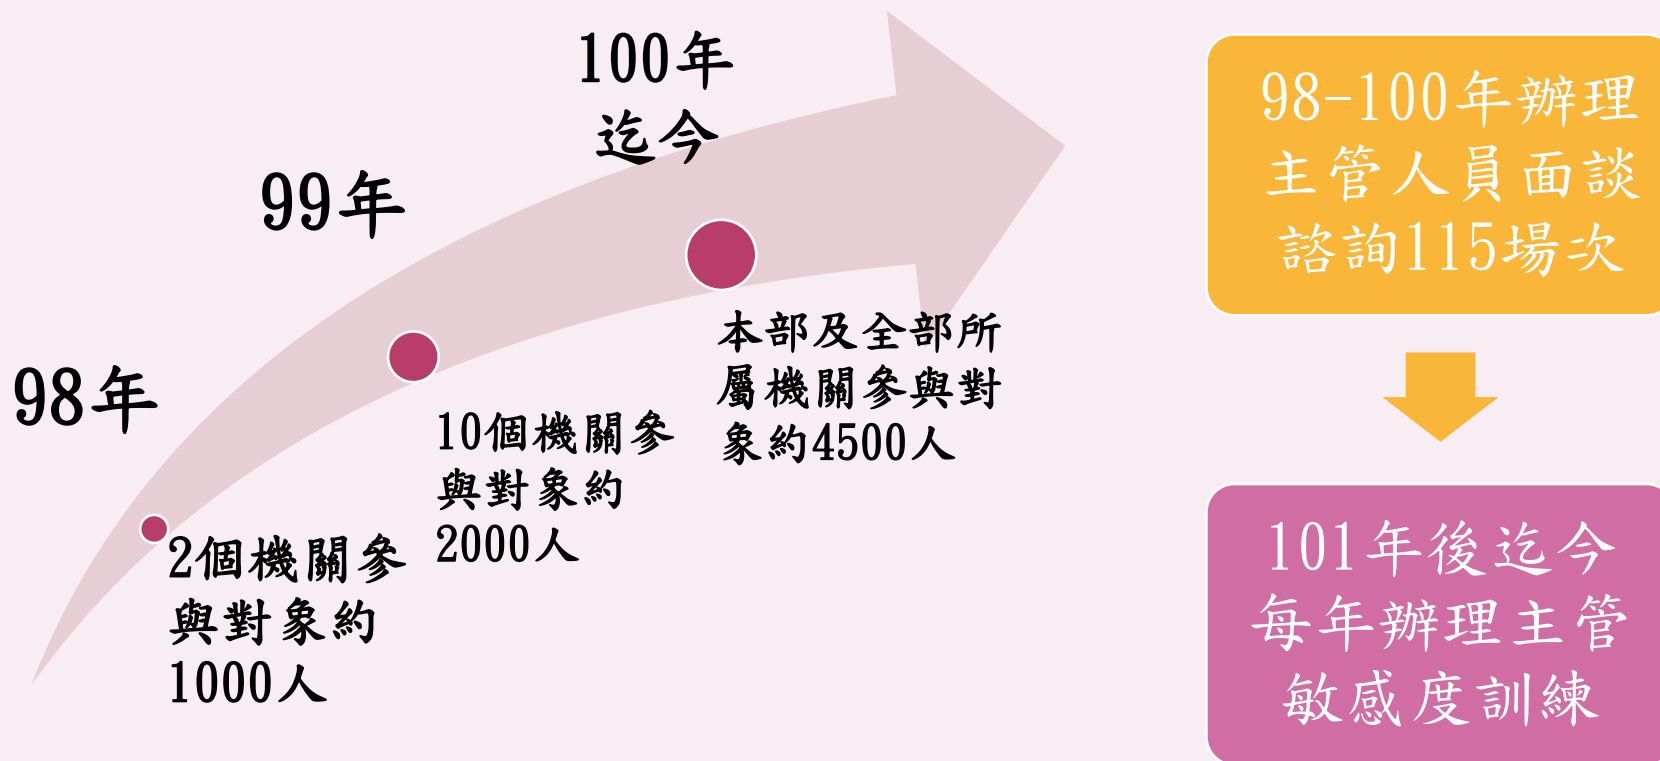 98年
2個機關參
與對象約
1000人
99年
10個機關參
與對象約
2000人
100年
迄今
本部及全部所
屬機關參與對
象約4500人
98-100年辦理
主管人員面談
諮詢115場次
101年後迄今
每年辦理主管
敏感度訓練